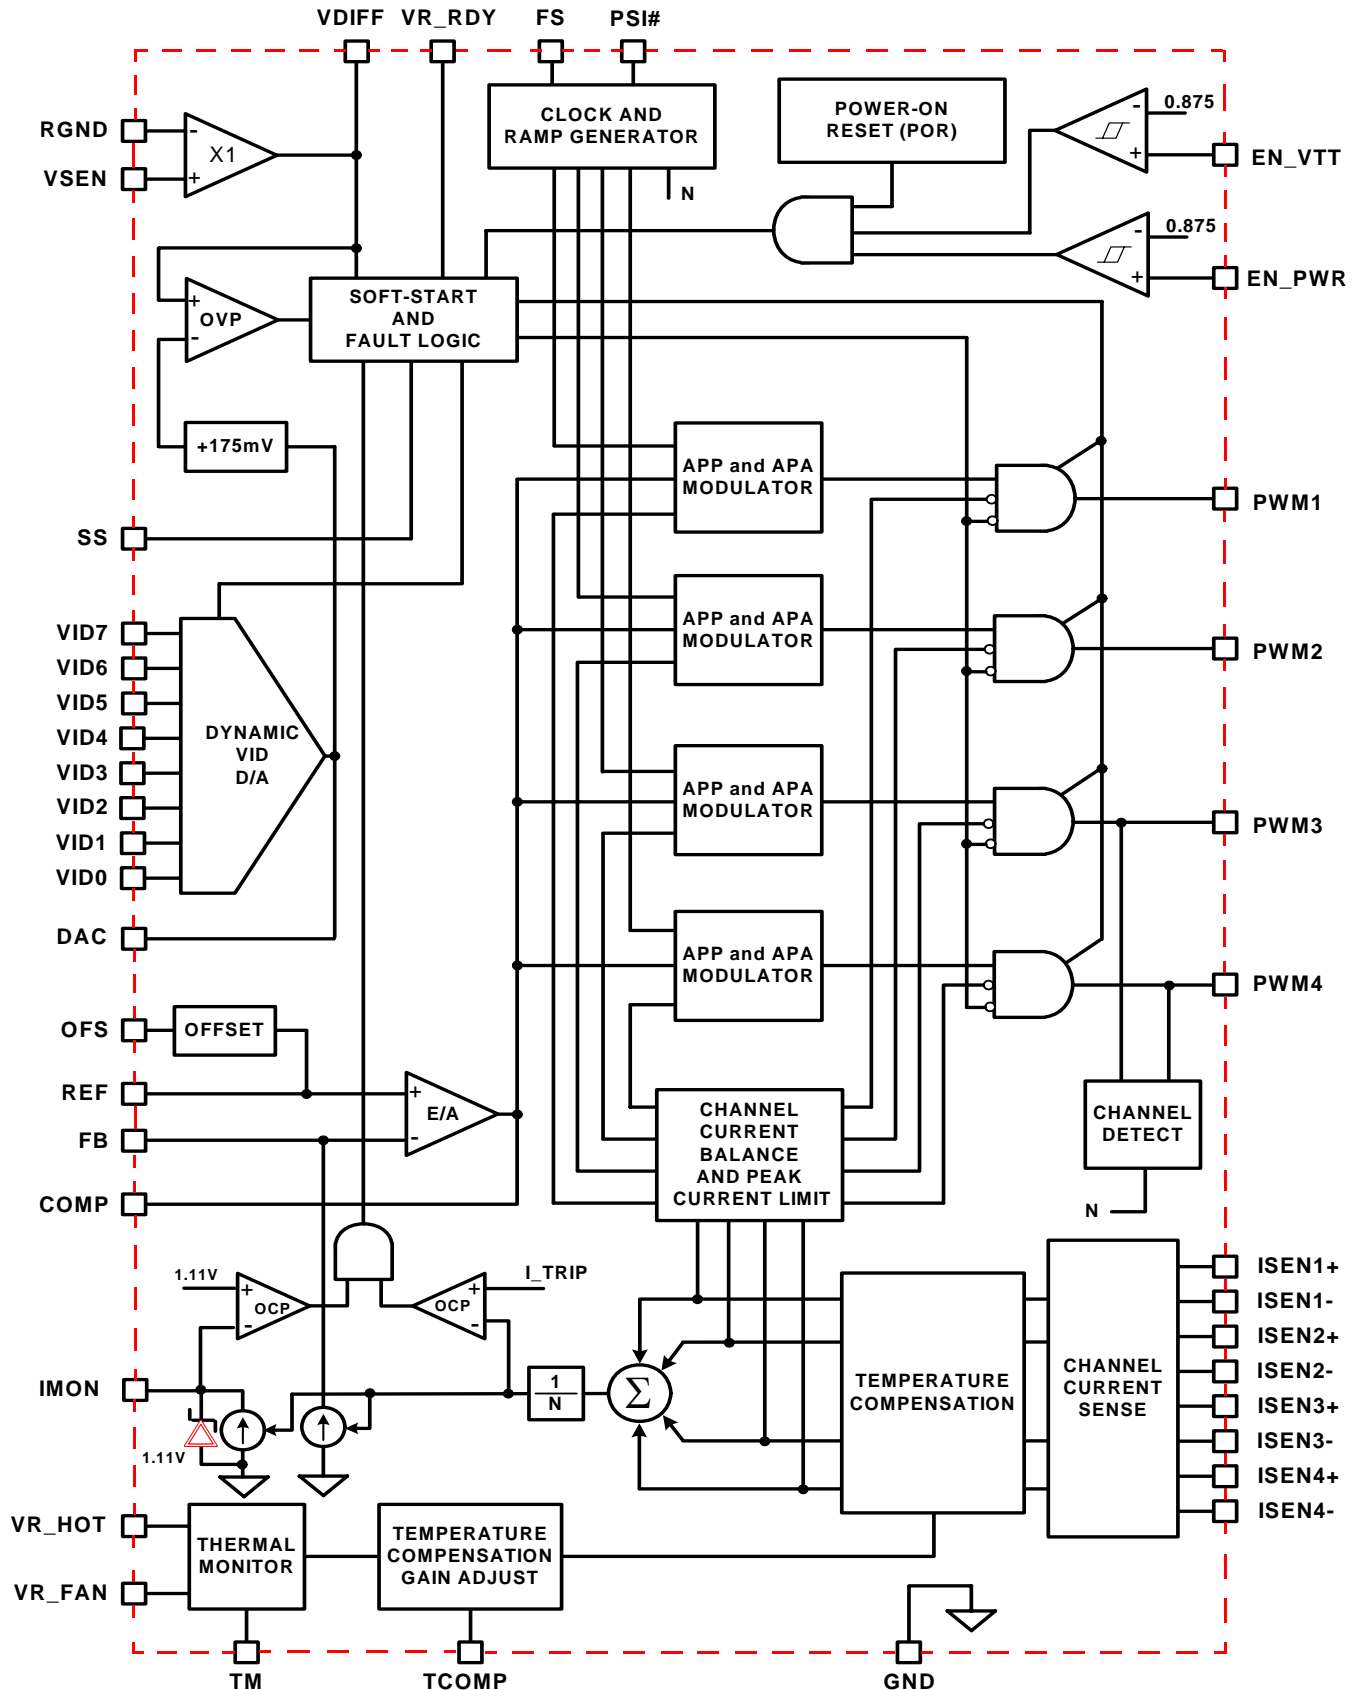 VDIFF
VR_RDY
FS
PSI#
RGND
VSEN
-
+
X1
CLOCK AND
RAMP GENERATOR
N
POWER-ON
RESET (POR)
-
+
0.875
EN_VTT
-
+
0.875
EN_PWR
+
-
OVP
SOFT-START
AND
FAULT LOGIC
+175mV
SS
VID7
VID6
VID5
VID4
VID3
VID2
VID1
VID0
DYNAMIC
VID
D/A
DAC
APP and APA
MODULATOR
APP and APA
MODULATOR
APP and APA
MODULATOR
APP and APA
MODULATOR
PWM1
PWM2
PWM3
PWM4
OFS
OFFSET
REF
FB
+
-
E/A
COMP
CHANNEL
CURRENT
BALANCE
AND PEAK
CURRENT LIMIT
CHANNEL
DETECT
N
1.11V
+
-
OCP
I_TRIP
+
-
OCP
IMON
1.11V
1
N
Σ
TEMPERATURE
COMPENSATION
CHANNEL
CURRENT
SENSE
ISEN1+
ISEN1-
ISEN2+
ISEN2-
ISEN3+
ISEN3-
ISEN4+
ISEN4-
VR_HOT
VR_FAN
THERMAL
MONITOR
TEMPERATURE
COMPENSATION
GAIN ADJUST
TM
TCOMP
GND